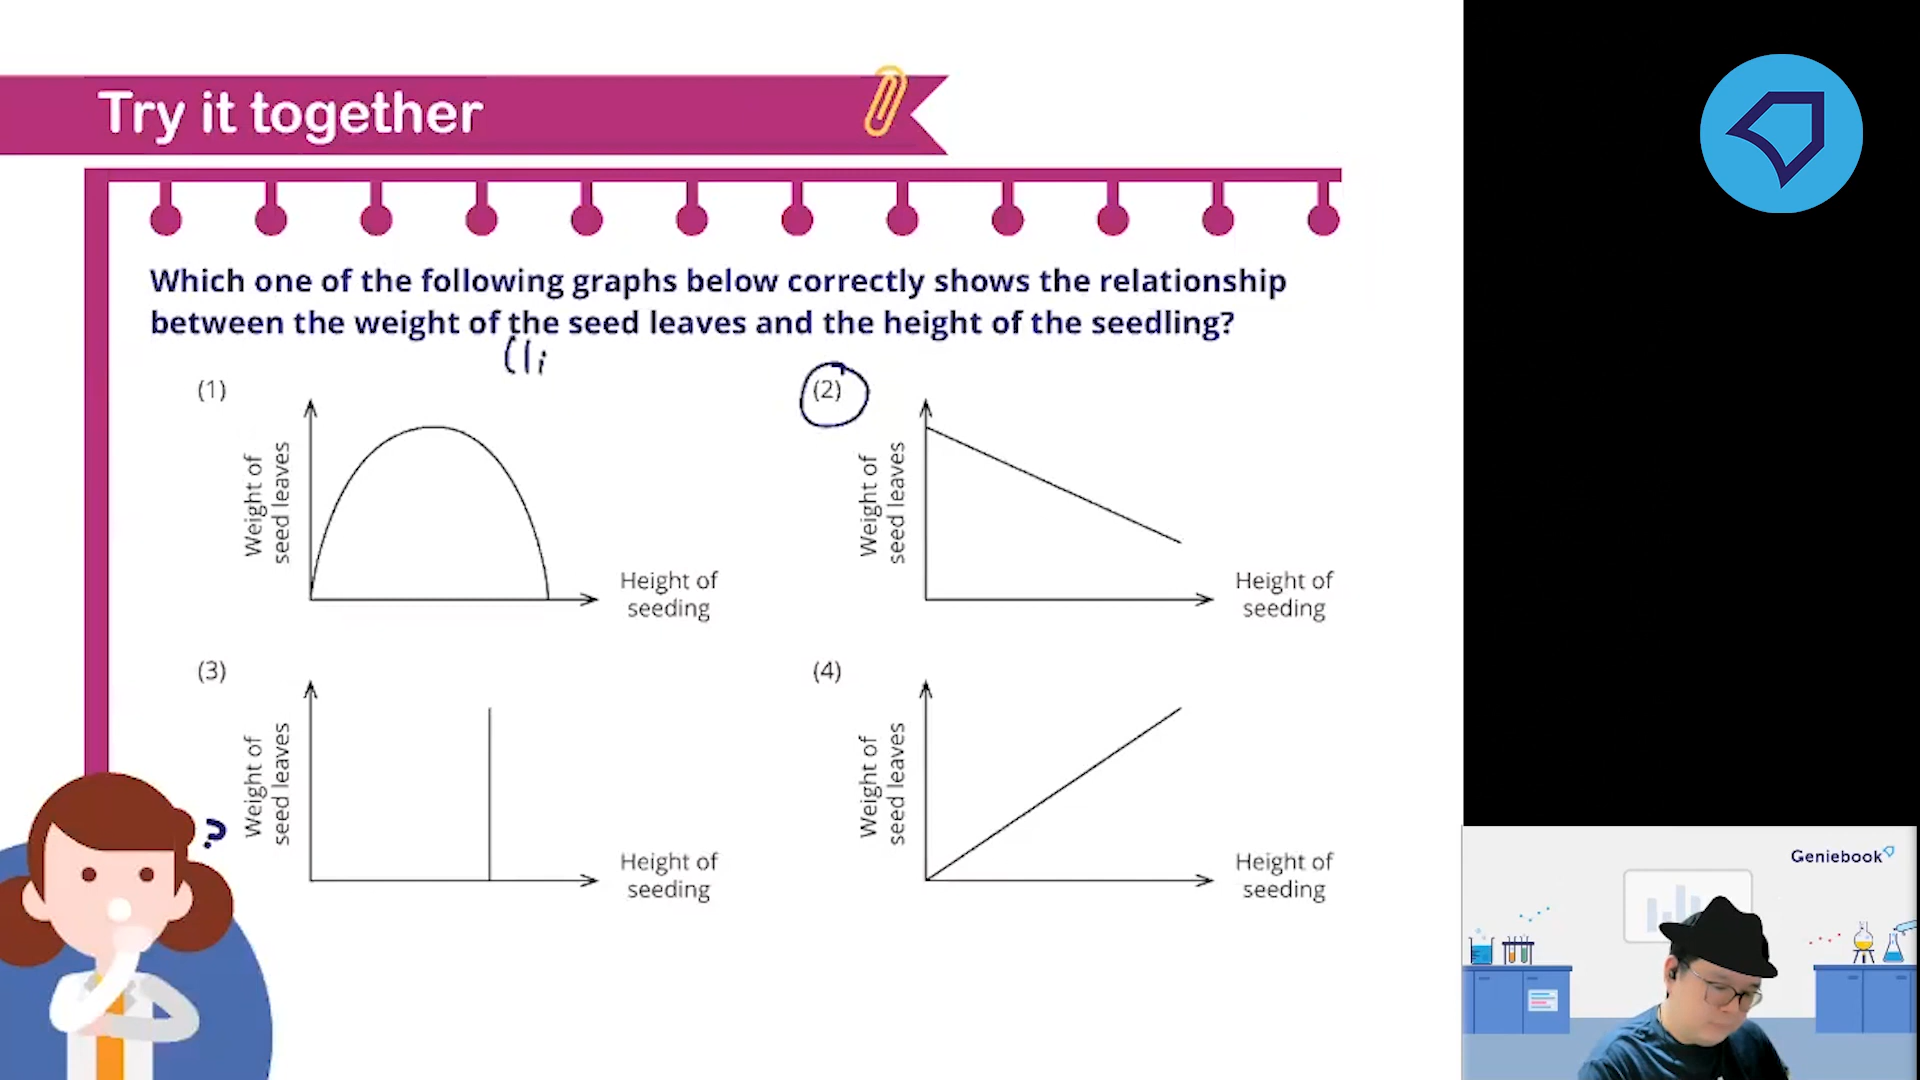 Try it together
Which one of the following graphs below correctly shows the relationship
between the weight of the seed leaves and the height of the seedling?
(1)
Weight of
seed leaves
Height of
seeding
(2)
Weight of
seed leaves
Height of
seeding
(3)
Weight of
seed leaves
Height of
seeding
(4)
Weight of
seed leaves
Height of
seeding
?
Geniebook